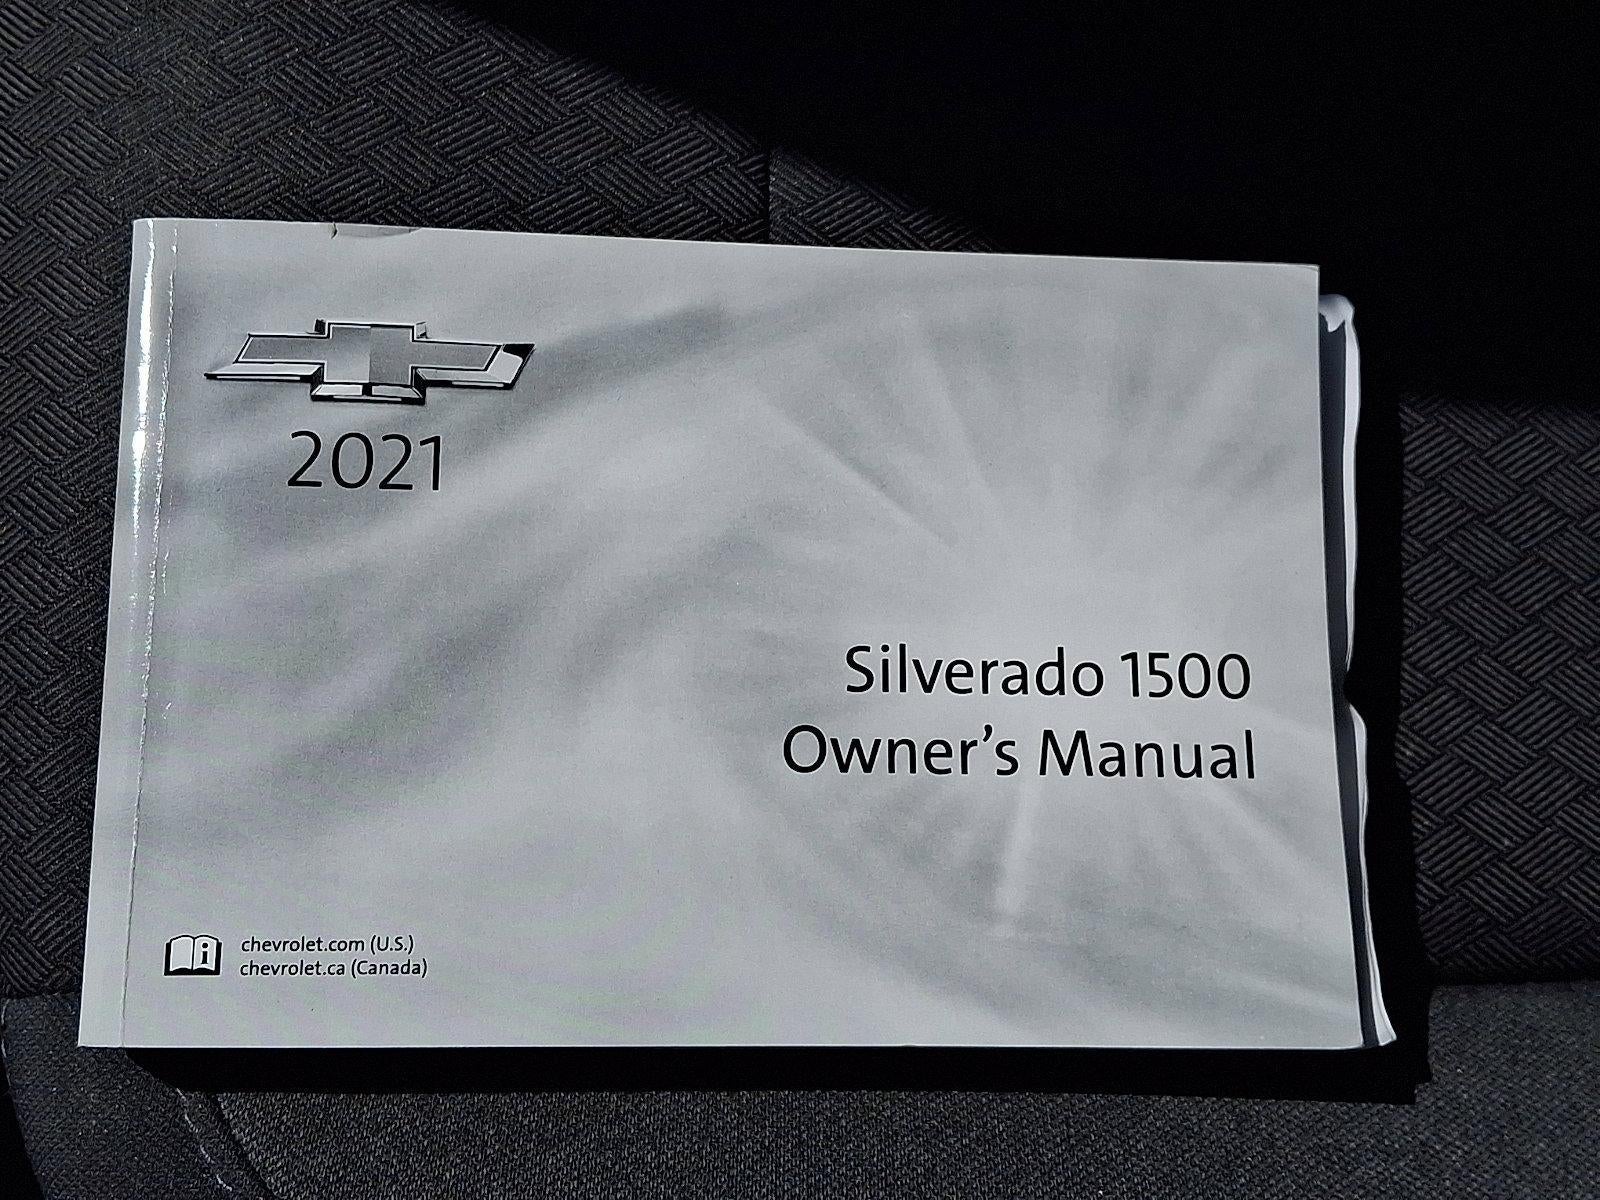 2021
Silverado 1500
Owner's Manual
chevrolet.com (U.S.)
chevrolet.ca (Canada)